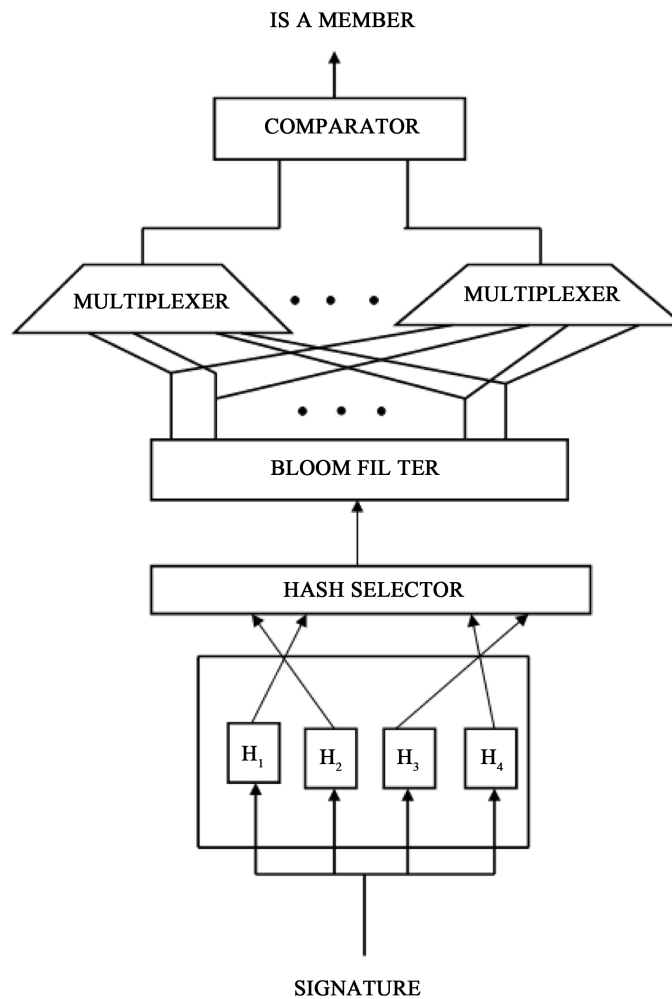 IS A MEMBER
COMPARATOR
MULTIPLEXER
MULTIPLEXER
BLOOM FIL TER
HASH SELECTOR
H₁
H₂
H₃
H₄
SIGNATURE